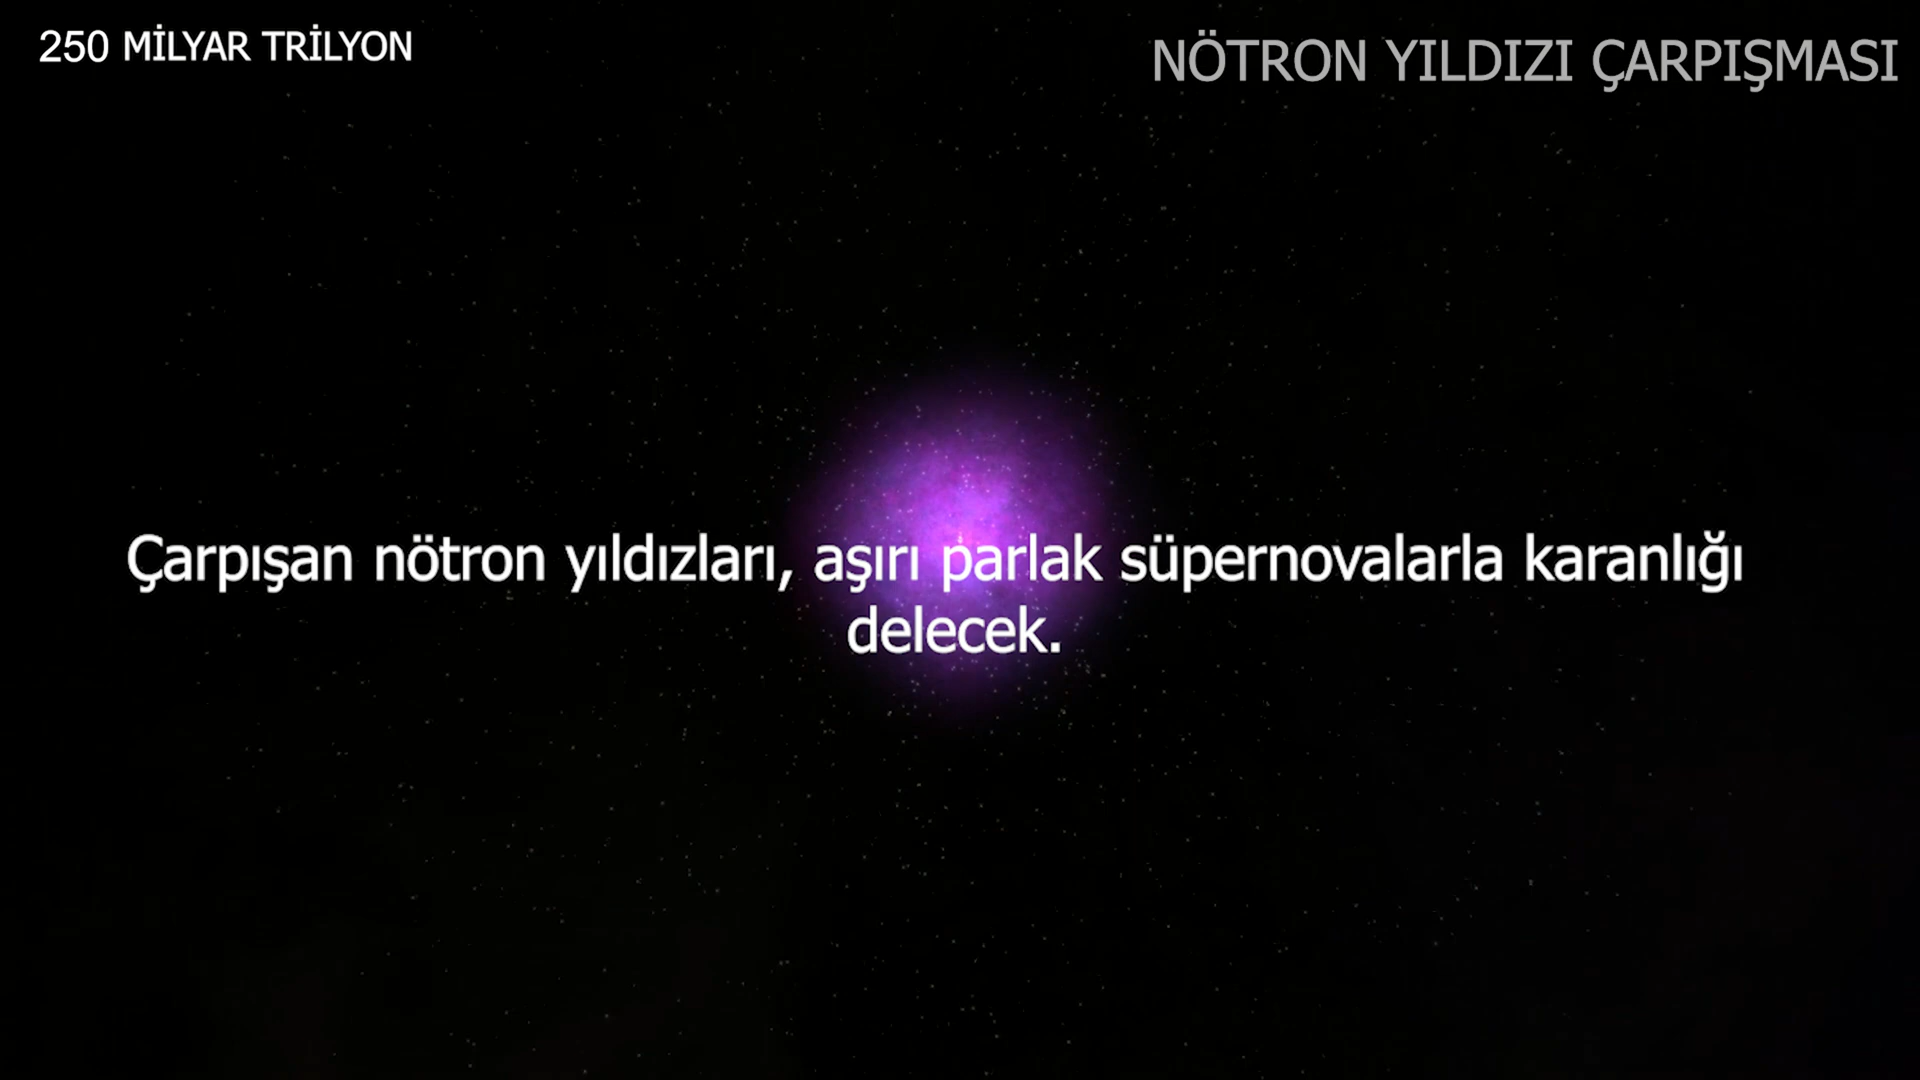 250 MİLYAR TRİLYON
NÖTRON YILDIZI ÇARPIŞMASI
Çarpışan nötron yıldızları, aşırı parlak süpernovalarla karanlığı
delecek.